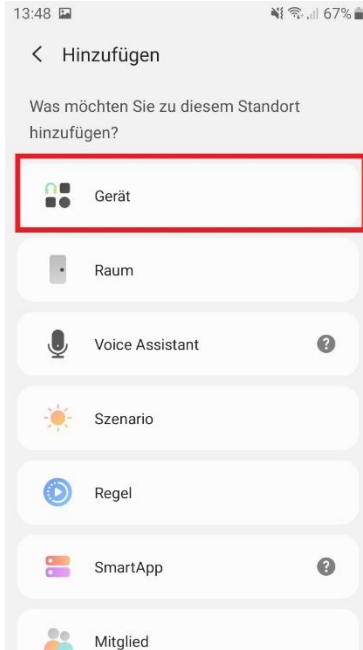 13:48 67%
Hinzufügen
Was möchten Sie zu diesem Standort
hinzufügen?
Gerät
Raum
Voice Assistant ?
Szenario
Regel
SmartApp ?
Mitglied